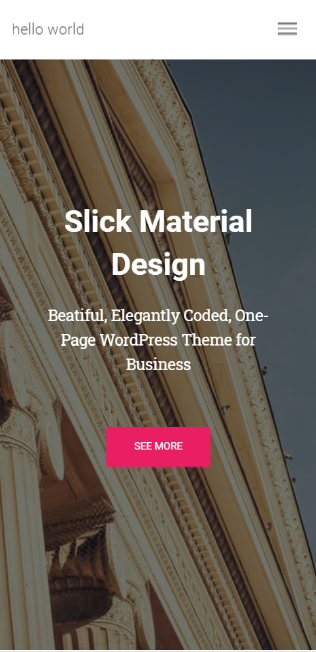 hello world
Slick Material
Design
Beatiful, Elegantly Coded, One-
Page WordPress Theme for
Business
SEE MORE